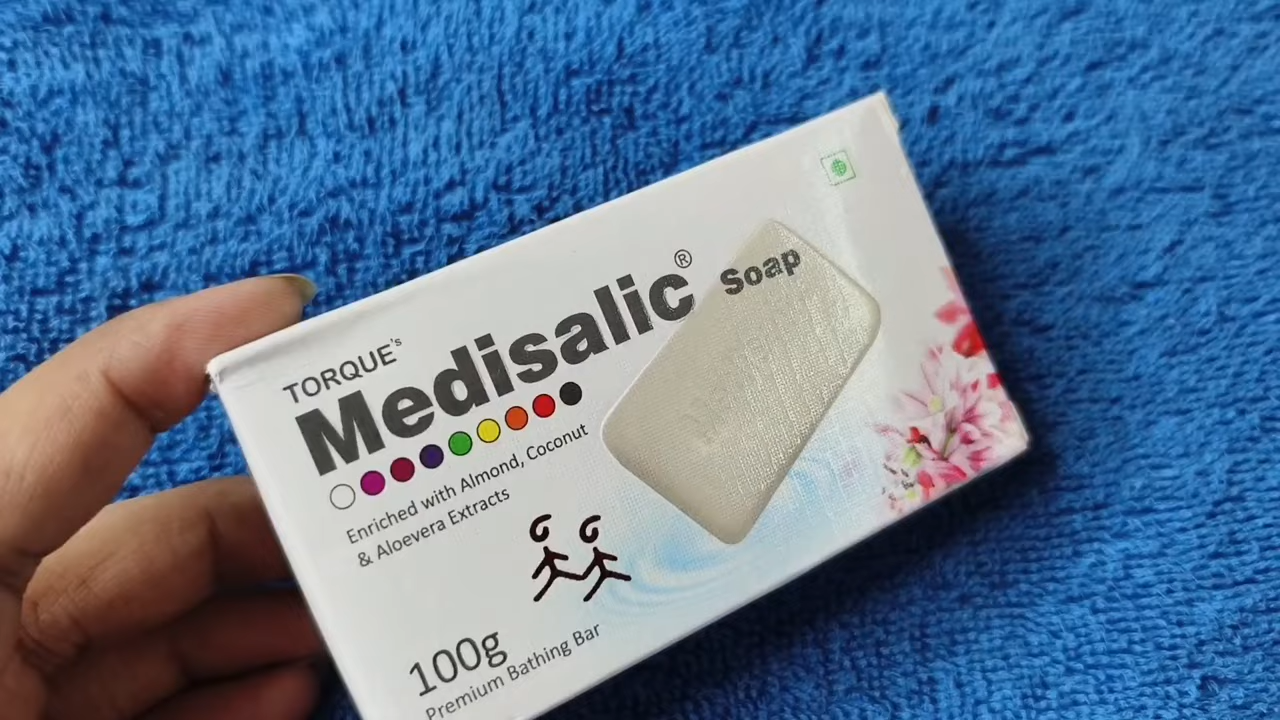 TORQUE's
Medisalic® Soap
Enriched with Almond, Coconut
& Aloevera Extracts
100g
Premium Bathing Bar